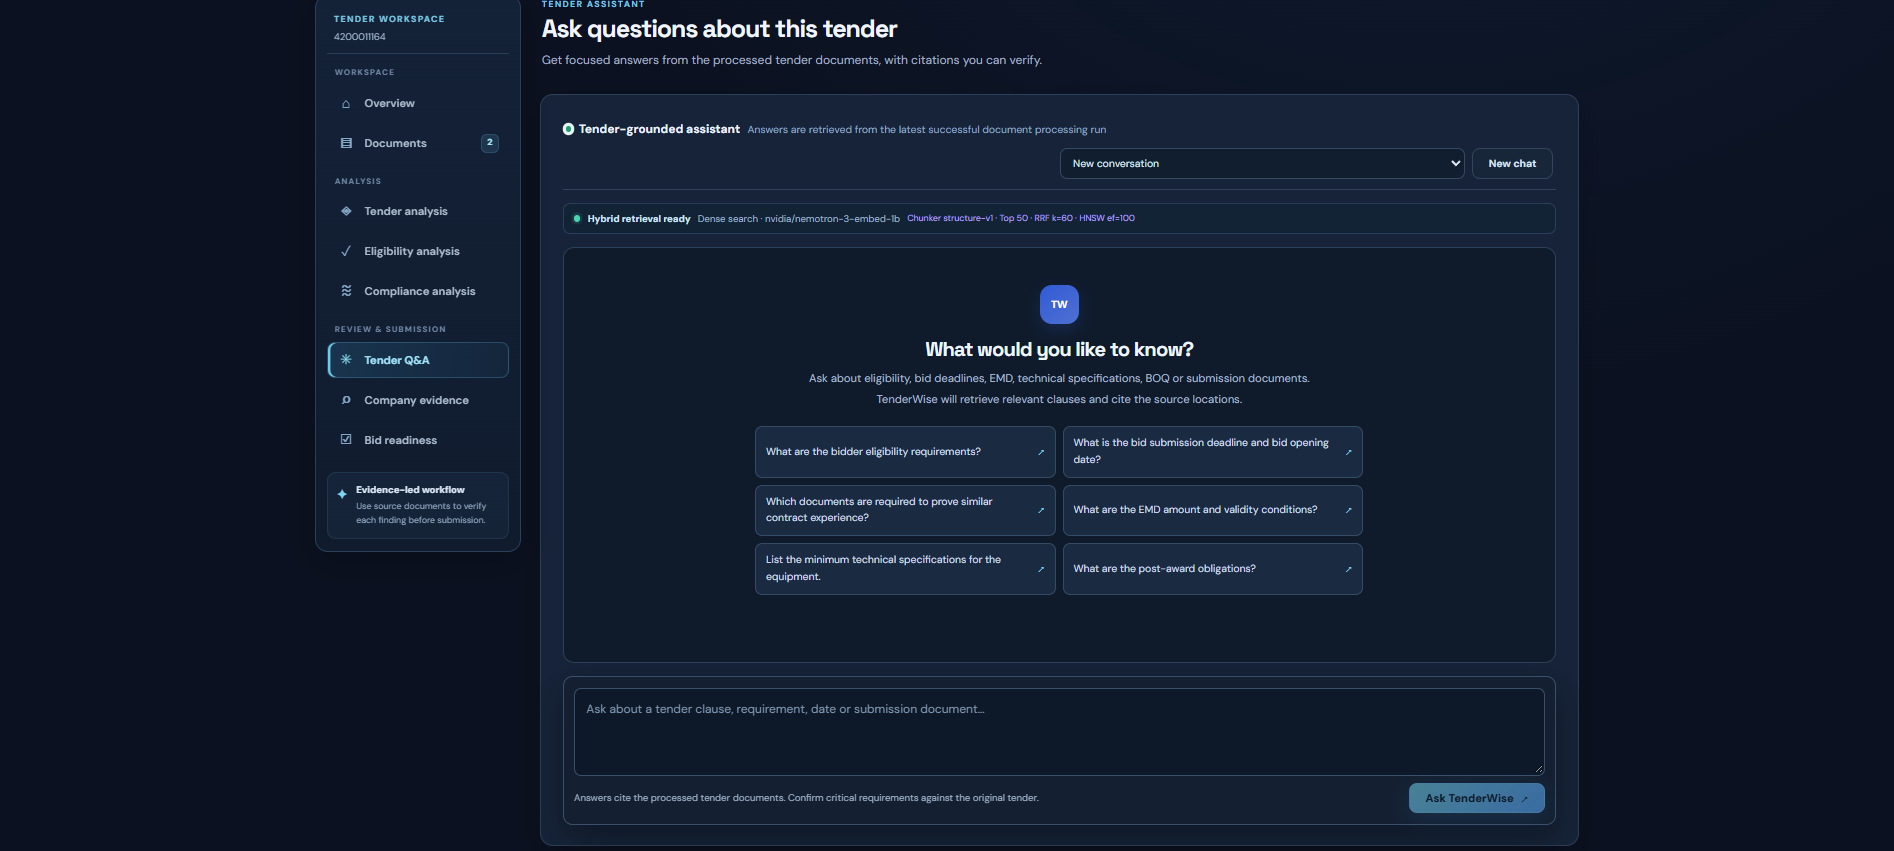 TENDER WORKSPACE
4200011164
WORKSPACE
Overview
Documents 2
ANALYSIS
Tender analysis
Eligibility analysis
Compliance analysis
REVIEW & SUBMISSION
Tender Q&A
Company evidence
Bid readiness
Evidence-led workflow
Use source documents to verify
each finding before submission.
TENDER ASSISTANT
Ask questions about this tender
Get focused answers from the processed tender documents, with citations you can verify.
Tender-grounded assistant Answers are retrieved from the latest successful document processing run
New conversation New chat
Hybrid retrieval ready Dense search · nvidia/nemotron-3-embed-1b Chunker structure-v1 · Top 50 · RRF k=60 · HNSW ef=100
TW
What would you like to know?
Ask about eligibility, bid deadlines, EMD, technical specifications, BOQ or submission documents.
TenderWise will retrieve relevant clauses and cite the source locations.
What are the bidder eligibility requirements?
What is the bid submission deadline and bid opening
date?
Which documents are required to prove similar
contract experience?
What are the EMD amount and validity conditions?
List the minimum technical specifications for the
equipment.
What are the post-award obligations?
Ask about a tender clause, requirement, date or submission document...
Answers cite the processed tender documents. Confirm critical requirements against the original tender.
Ask TenderWise